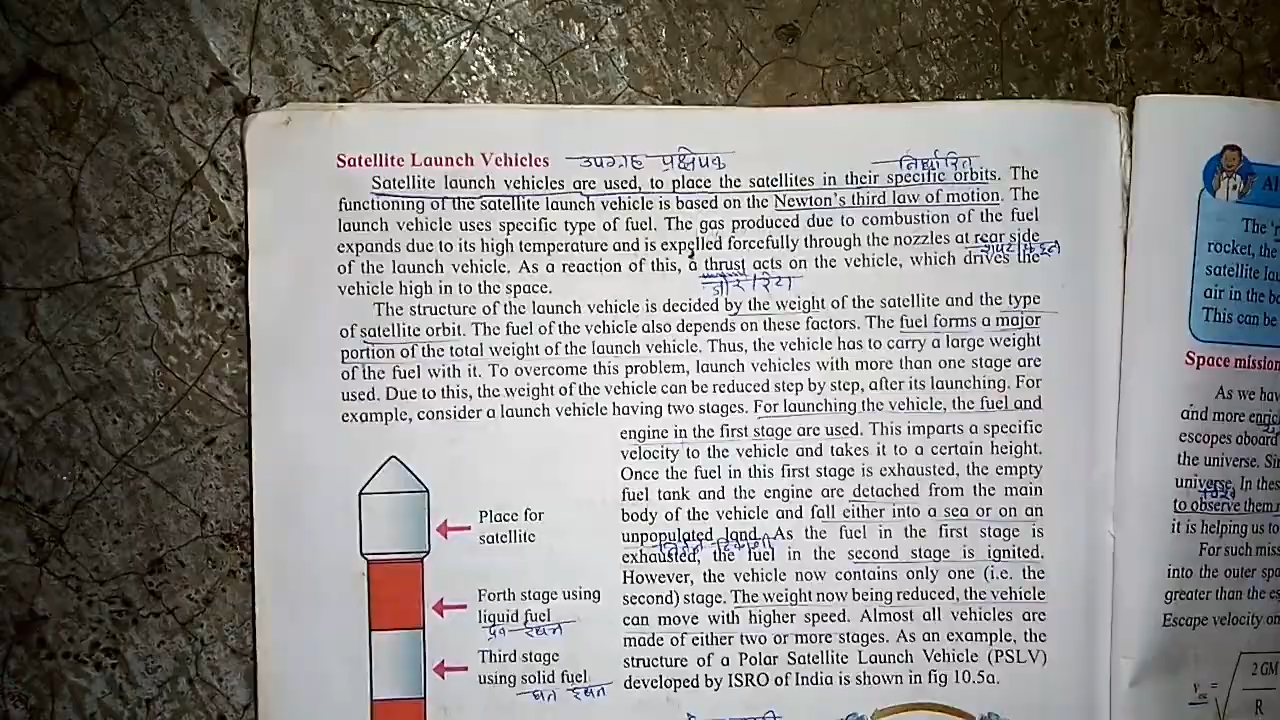 Satellite Launch Vehicles उपग्रह प्रक्षेपक
निर्धारित
Satellite launch vehicles are used, to place the satellites in their specific orbits. The
functioning of the satellite launch vehicle is based on the Newton's third law of motion. The
launch vehicle uses specific type of fuel. The gas produced due to combustion of the fuel
expands due to its high temperature and is expelled forcefully through the nozzles at rear side
of the launch vehicle. As a reaction of this, a thrust acts on the vehicle, which drives the
vehicle high in to the space.
The structure of the launch vehicle is decided by the weight of the satellite and the type
of satellite orbit. The fuel of the vehicle also depends on these factors. The fuel forms a major
portion of the total weight of the launch vehicle. Thus, the vehicle has to carry a large weight
of the fuel with it. To overcome this problem, launch vehicles with more than one stage are
used. Due to this, the weight of the vehicle can be reduced step by step, after its launching. For
example, consider a launch vehicle having two stages. For launching the vehicle, the fuel and
engine in the first stage are used. This imparts a specific
velocity to the vehicle and takes it to a certain height.
Once the fuel in this first stage is exhausted, the empty
fuel tank and the engine are detached from the main
body of the vehicle and fall either into a sea or on an
unpopulated land. As the fuel in the first stage is
exhausted, the fuel in the second stage is ignited.
However, the vehicle now contains only one (i.e. the
second) stage. The weight now being reduced, the vehicle
can move with higher speed. Almost all vehicles are
made of either two or more stages. As an example, the
structure of a Polar Satellite Launch Vehicle (PSLV)
developed by ISRO of India is shown in fig 10.5a.
Place for
satellite
Forth stage using
liquid fuel
Third stage
using solid fuel
The
rocket, the
satellite
air in the
This can be
Space mission
As we
and more
escapes aboard
the universe.
universe. In
to observe them
it is helping us to
For such
into the outer
greater than the
Escape velocity
2 GM
R